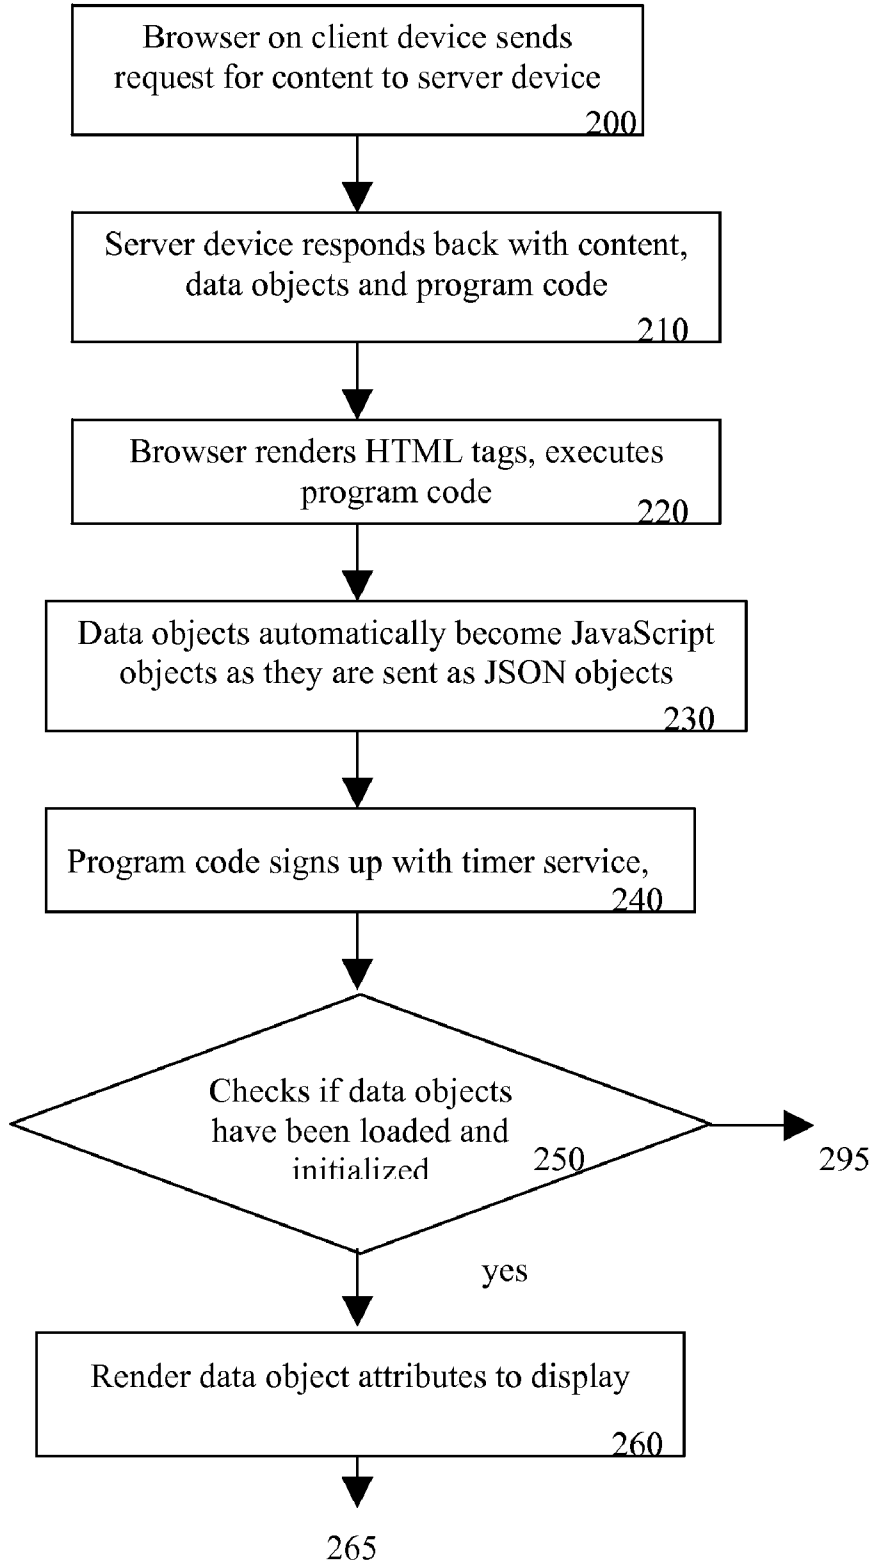 Browser on client device sends
request for content to server device
200
Server device responds back with content,
data objects and program code
210
Browser renders HTML tags, executes
program code
220
Data objects automatically become JavaScript
objects as they are sent as JSON objects
230
Program code signs up with timer service,
240
Checks if data objects
have been loaded and
initialized
250
295
yes
Render data object attributes to display
260
265